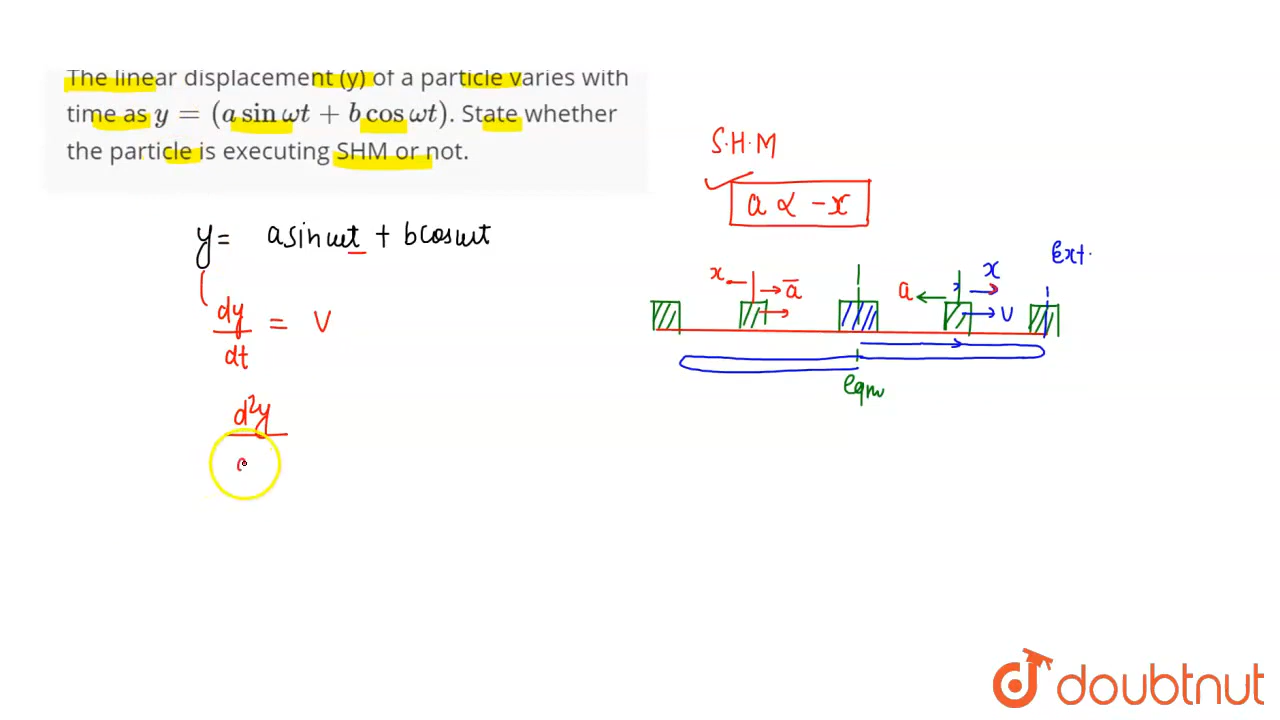 The linear displacement (y) of a particle varies with
time as y = (a sin ωt + b cos ωt). State whether
the particle is executing SHM or not.
y = a sin ωt + b cos ωt
dy/dt = v
d²y
S.H.M
a ∝ -x
x a̅ a x v Ext.
eqm
doubtnut